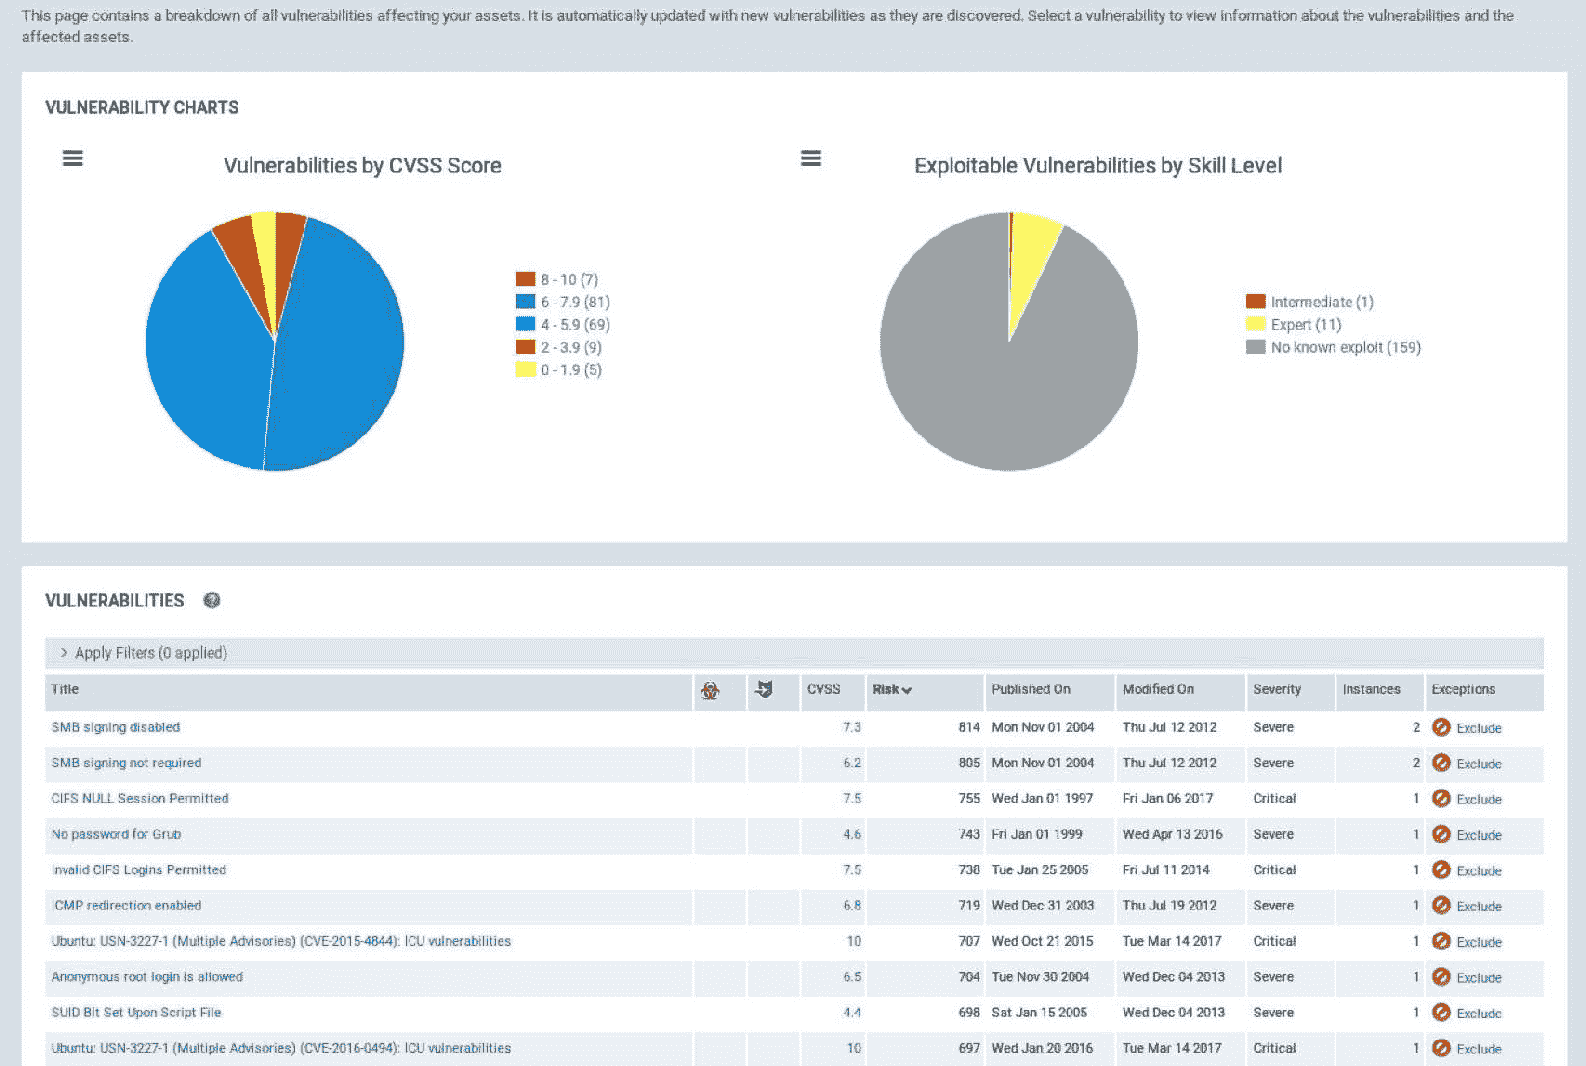 This page contains a breakdown of all vulnerabilities affecting your assets. It is automatically updated with new vulnerabilities as they are discovered. Select a vulnerability to view information about the vulnerabilities and the
affected assets.
VULNERABILITY CHARTS
Vulnerabilities by CVSS Score
8 - 10 (7)
6 - 7.9 (81)
4 - 5.9 (69)
2 - 3.9 (9)
0 - 1.9 (5)
Exploitable Vulnerabilities by Skill Level
Intermediate (1)
Expert (11)
No known exploit (159)
VULNERABILITIES
Apply Filters (0 applied)
Title CVSS Risk Published On Modified On Severity Instances Exceptions
SMB signing disabled 7.3 814 Mon Nov 01 2004 Thu Jul 12 2012 Severe 2 Exclude
SMB signing not required 6.2 805 Mon Nov 01 2004 Thu Jul 12 2012 Severe 2 Exclude
CIFS NULL Session Permitted 7.5 755 Wed Jan 01 1997 Fri Jan 06 2017 Critical 1 Exclude
No password for Grub 4.6 743 Fri Jan 01 1999 Wed Apr 13 2016 Severe 1 Exclude
Invalid CIFS Logins Permitted 7.5 738 Tue Jan 25 2005 Fri Jul 11 2014 Critical 1 Exclude
ICMP redirection enabled 6.8 719 Wed Dec 31 2003 Thu Jul 19 2012 Severe 1 Exclude
Ubuntu: USN-3227-1 (Multiple Advisories) (CVE-2015-4844): ICU vulnerabilities 10 707 Wed Oct 21 2015 Tue Mar 14 2017 Critical 1 Exclude
Anonymous root login is allowed 6.5 704 Tue Nov 30 2004 Wed Dec 04 2013 Severe 1 Exclude
SUID Bit Set Upon Script File 4.4 698 Sat Jan 15 2005 Wed Dec 04 2013 Severe 1 Exclude
Ubuntu: USN-3227-1 (Multiple Advisories) (CVE-2016-0494): ICU vulnerabilities 10 697 Wed Jan 20 2016 Tue Mar 14 2017 Critical 1 Exclude